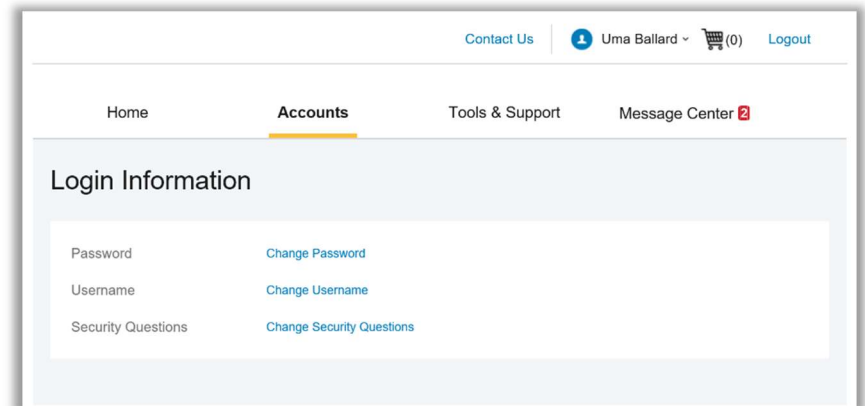 Contact Us Uma Ballard (0) Logout
Home Accounts Tools & Support Message Center 2
Login Information
Password Change Password
Username Change Username
Security Questions Change Security Questions